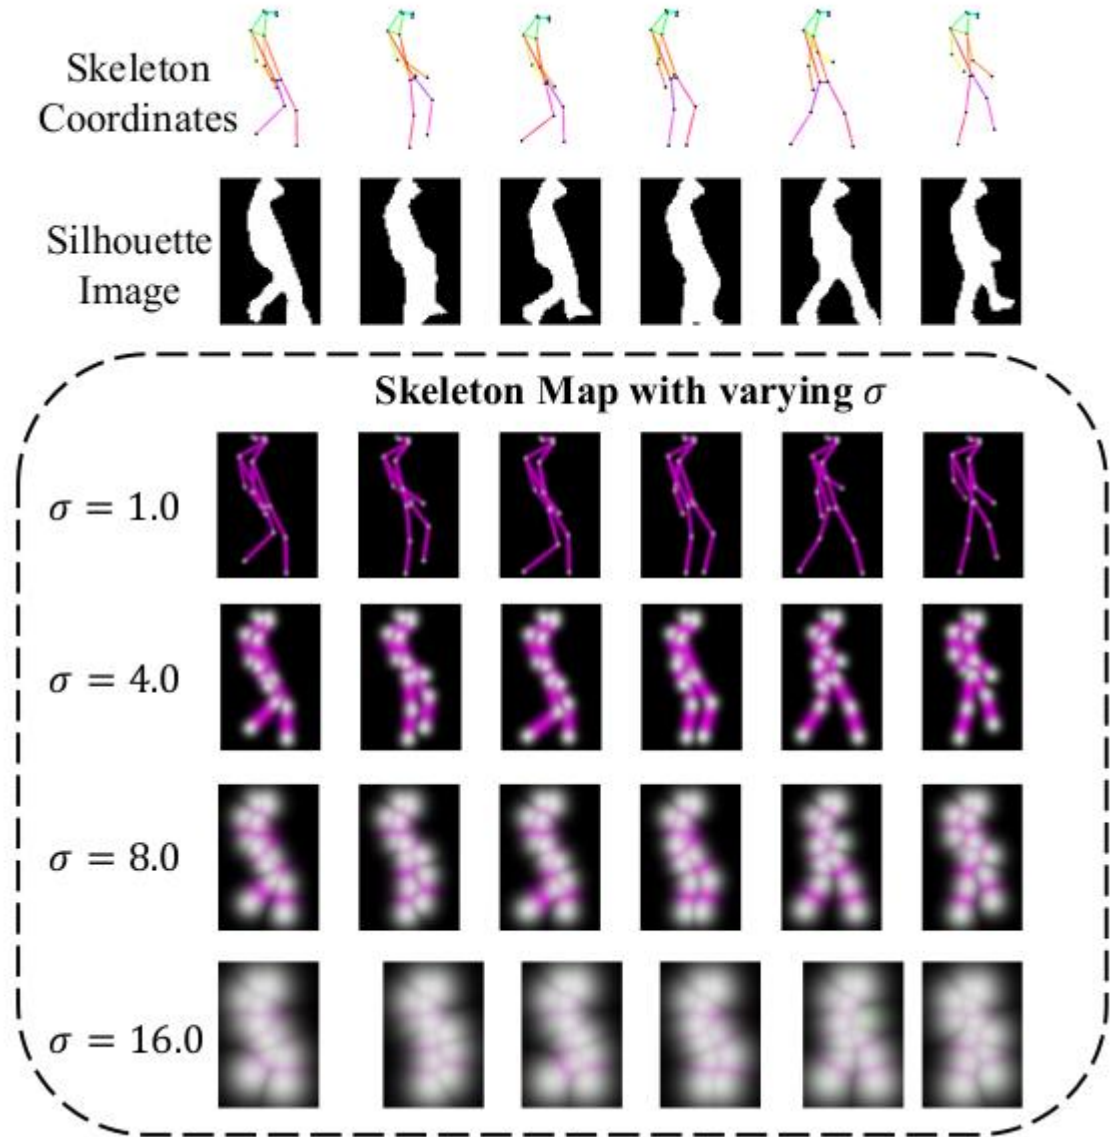 Skeleton
Coordinates
Silhouette
Image
Skeleton Map with varying σ
σ = 1.0
σ = 4.0
σ = 8.0
σ = 16.0